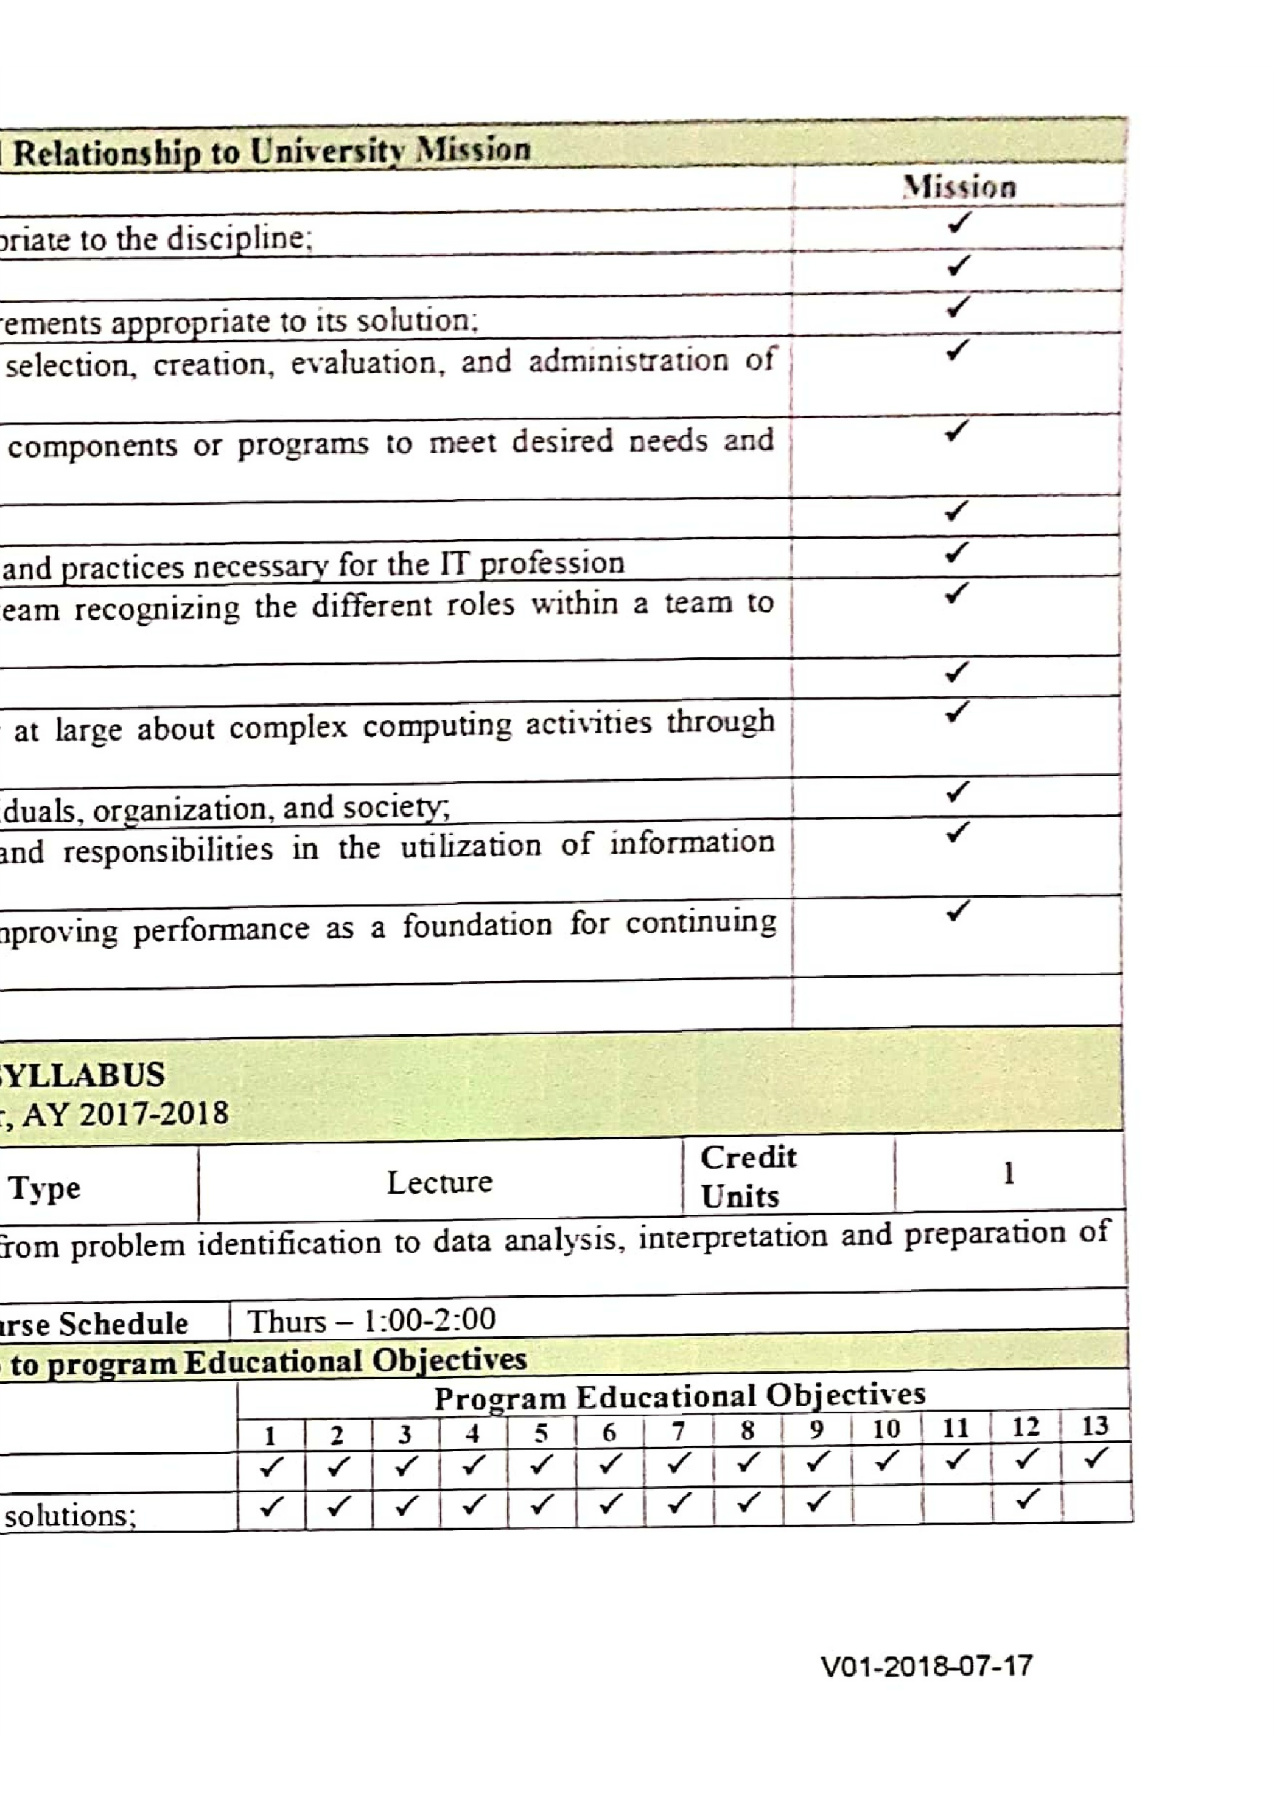 Relationship to University Mission
Mission
priate to the discipline; ✓
✓
ements appropriate to its solution; ✓
selection, creation, evaluation, and administration of ✓
components or programs to meet desired needs and ✓
✓
and practices necessary for the IT profession ✓
eam recognizing the different roles within a team to ✓
✓
at large about complex computing activities through ✓
duals, organization, and society; ✓
and responsibilities in the utilization of information ✓
proving performance as a foundation for continuing ✓
SYLLABUS
r, AY 2017-2018
Type Lecture Credit Units 1
from problem identification to data analysis, interpretation and preparation of
urse Schedule Thurs – 1:00-2:00
to program Educational Objectives
Program Educational Objectives
1 2 3 4 5 6 7 8 9 10 11 12 13
✓ ✓ ✓ ✓ ✓ ✓ ✓ ✓ ✓ ✓ ✓ ✓ ✓
solutions; ✓ ✓ ✓ ✓ ✓ ✓ ✓ ✓ ✓ ✓
V01-2018-07-17